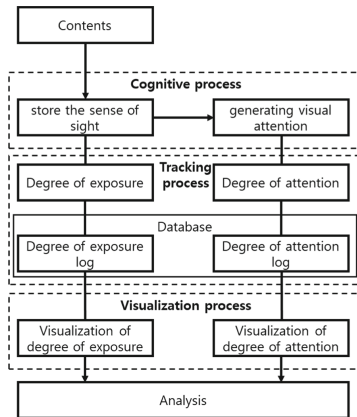 Contents
Cognitive process
store the sense of
sight
generating visual
attention
Tracking
process
Degree of exposure
Degree of attention
Database
Degree of exposure
log
Degree of attention
log
Visualization process
Visualization of
degree of exposure
Visualization of
degree of attention
Analysis